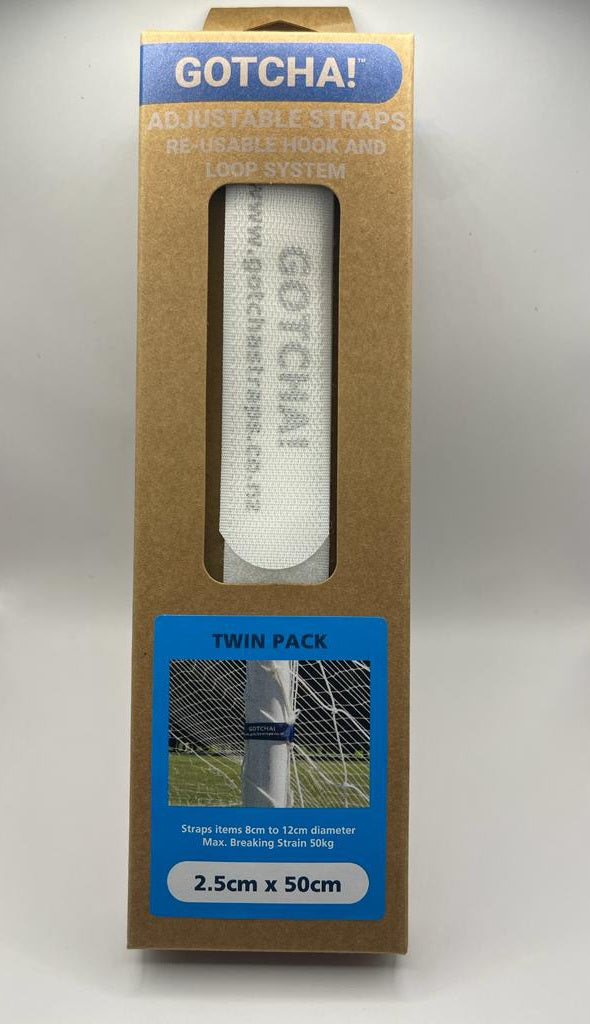 GOTCHA!™
ADJUSTABLE STRAPS
RE-USABLE HOOK AND
LOOP SYSTEM
GOTCHA!
www.gotchastraps.co.nz
TWIN PACK
GOTCHA!
Straps items 8cm to 12cm diameter
Max. Breaking Strain 50kg
2.5cm x 50cm